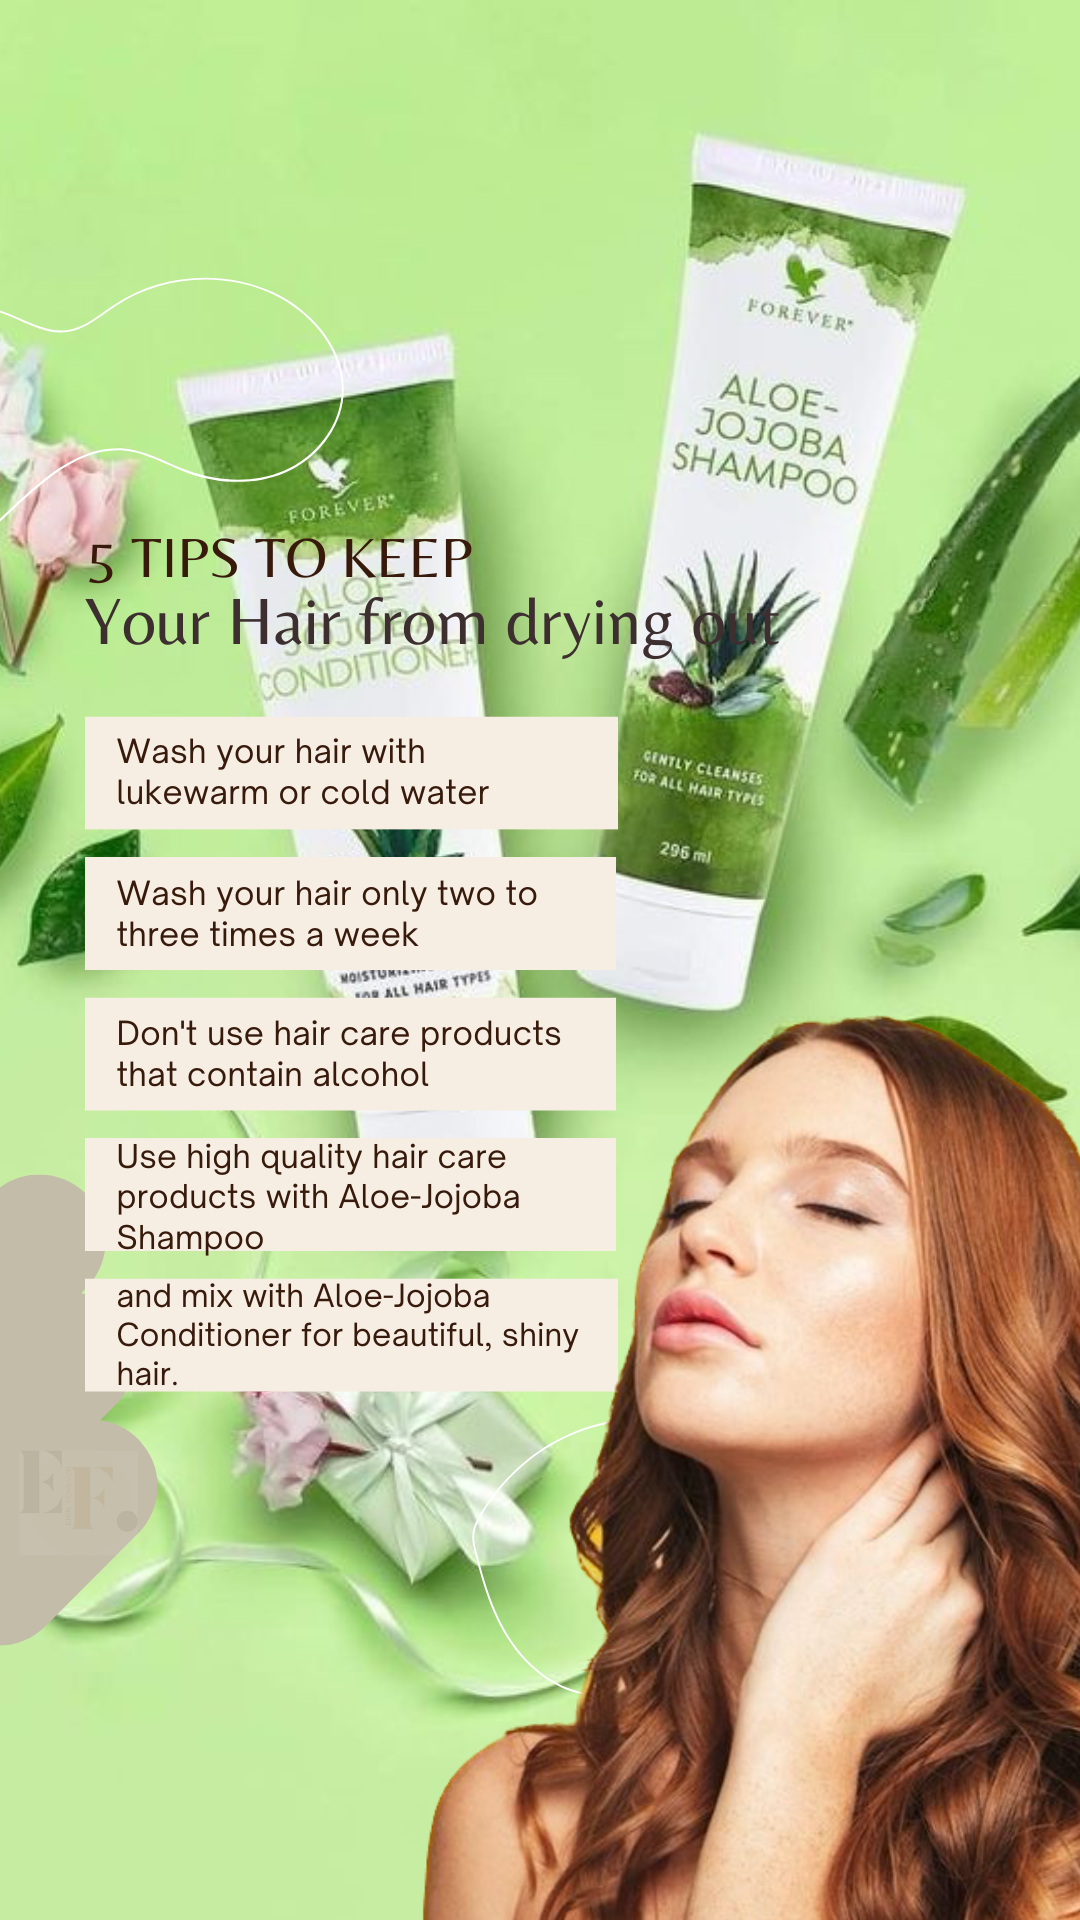 FOREVER
ALOE-
JOJOBA
SHAMPOO
FOREVER
5 TIPS TO KEEP
ALOE-
Your Hair from drying out
JOJOBA
CONDITIONER
GENTLY CLEANSES
FOR ALL HAIR TYPES
296 ml
Wash your hair with
lukewarm or cold water
Wash your hair only two to
three times a week
FOR ALL HAIR TYPES
Don't use hair care products
that contain alcohol
Use high quality hair care
products with Aloe-Jojoba
Shampoo
and mix with Aloe-Jojoba
Conditioner for beautiful, shiny
hair.
EF.